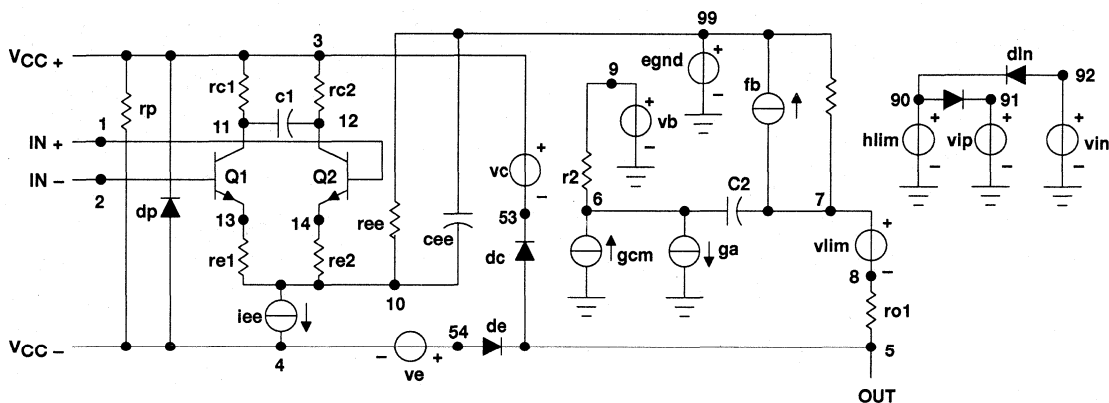 99
3
VCC+
rc1
rc2
c1
11
12
rp
1
IN+
IN−
2
Q1
Q2
dp
13
14
re1
re2
ree
cee
10
iee
VCC−
4
vc
+
−
53
dc
54
de
−
+
ve
egnd
+
−
9
vb
+
−
r2
fb
6
C2
7
gcm
ga
vlim
+
−
8
ro1
5
OUT
dln
92
90
91
hlim
+
−
vip
+
−
vin
+
−